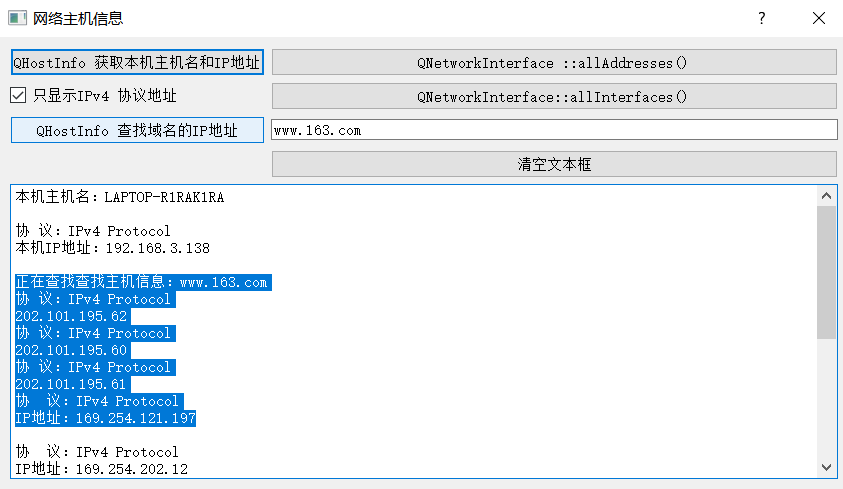 网络主机信息
QHostInfo 获取本机主机名和IP地址
QNetworkInterface ::allAddresses()
只显示IPv4 协议地址
QNetworkInterface::allInterfaces()
QHostInfo 查找域名的IP地址
www.163.com
清空文本框
本机主机名：LAPTOP-R1RAK1RA
协 议：IPv4 Protocol
本机IP地址：192.168.3.138
正在查找查找主机信息：www.163.com
协 议：IPv4 Protocol
202.101.195.62
协 议：IPv4 Protocol
202.101.195.60
协 议：IPv4 Protocol
202.101.195.61
协  议：IPv4 Protocol
IP地址：169.254.121.197
协  议：IPv4 Protocol
IP地址：169.254.202.12